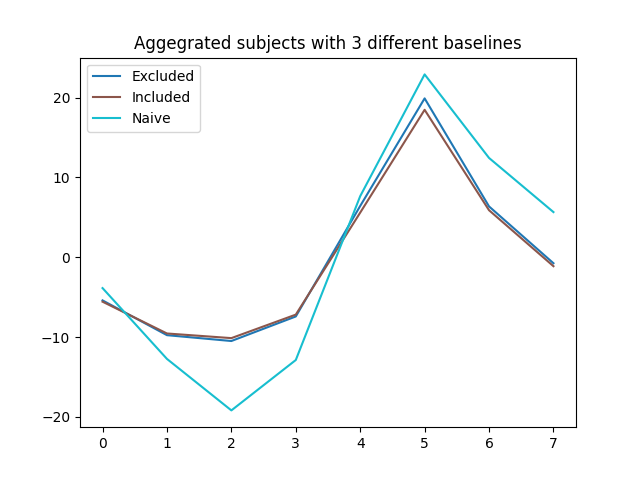 Aggegrated subjects with 3 different baselines
Excluded
Included
Naive
20
10
0
−10
−20
0 1 2 3 4 5 6 7